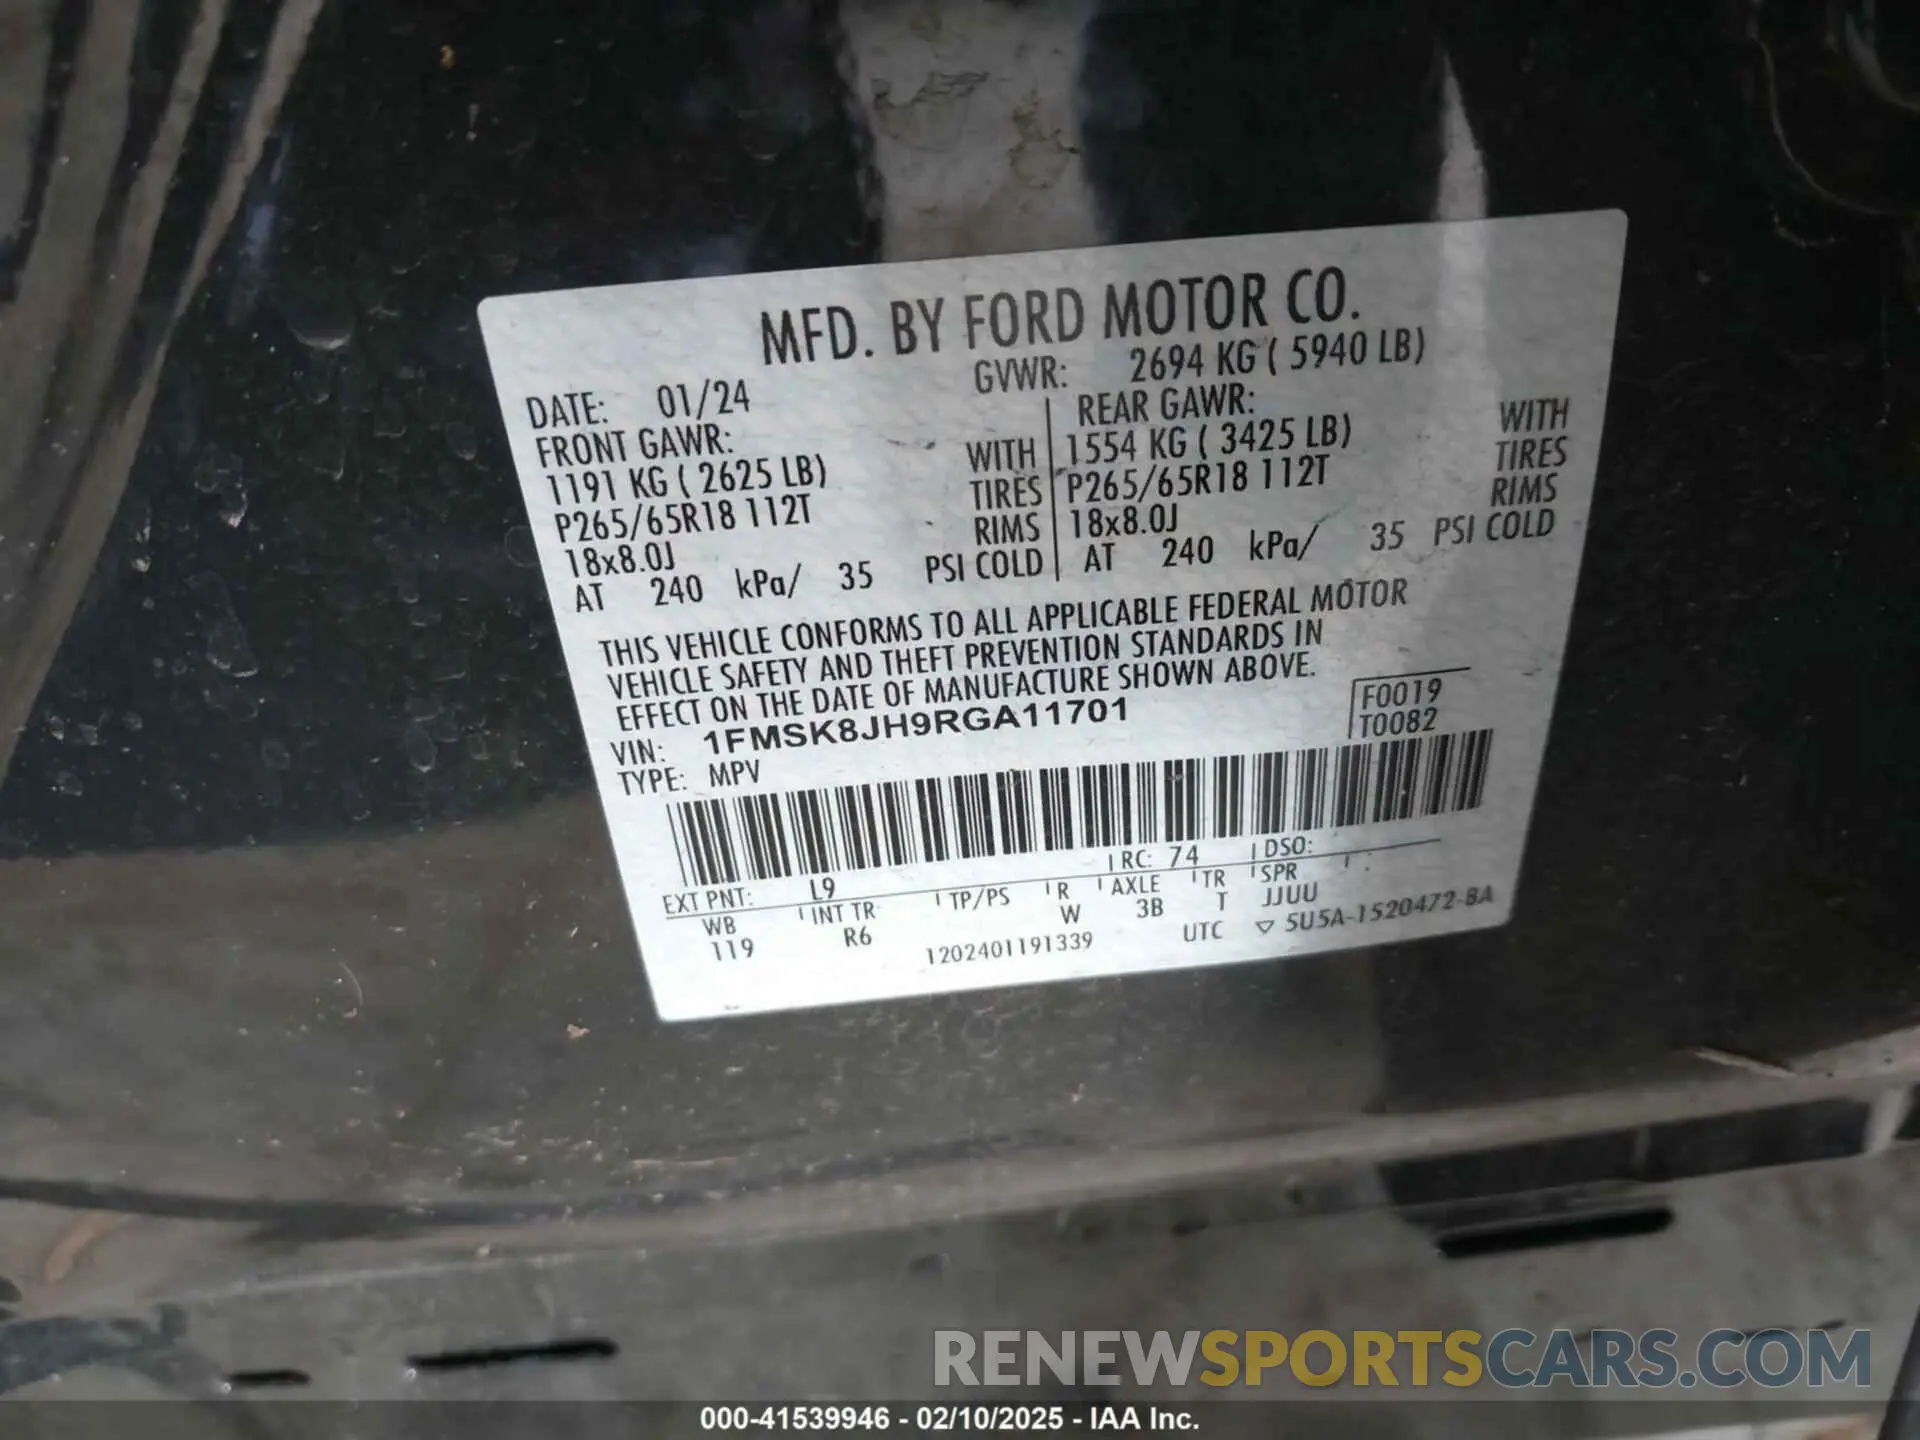 MFD. BY FORD MOTOR CO.
DATE: 01/24 GVWR: 2694 KG ( 5940 LB)
FRONT GAWR: REAR GAWR:
1191 KG ( 2625 LB) WITH 1554 KG ( 3425 LB) WITH
P265/65R18 112T TIRES P265/65R18 112T TIRES
18x8.0J RIMS 18x8.0J RIMS
AT 240 kPa/ 35 PSI COLD AT 240 kPa/ 35 PSI COLD
THIS VEHICLE CONFORMS TO ALL APPLICABLE FEDERAL MOTOR
VEHICLE SAFETY AND THEFT PREVENTION STANDARDS IN
EFFECT ON THE DATE OF MANUFACTURE SHOWN ABOVE.
VIN: 1FMSK8JH9RGA11701 F0019
TYPE: MPV T0082
EXT PNT: L9 RC: 74 DSO:
WB INT TR TP/PS R AXLE TR SPR
119 R6 W 3B T JJUU
1202401191339 UTC ▽ 5U5A-1520472-BA
RENEWSPORTSCARS.COM
000-41539946 - 02/10/2025 - IAA Inc.